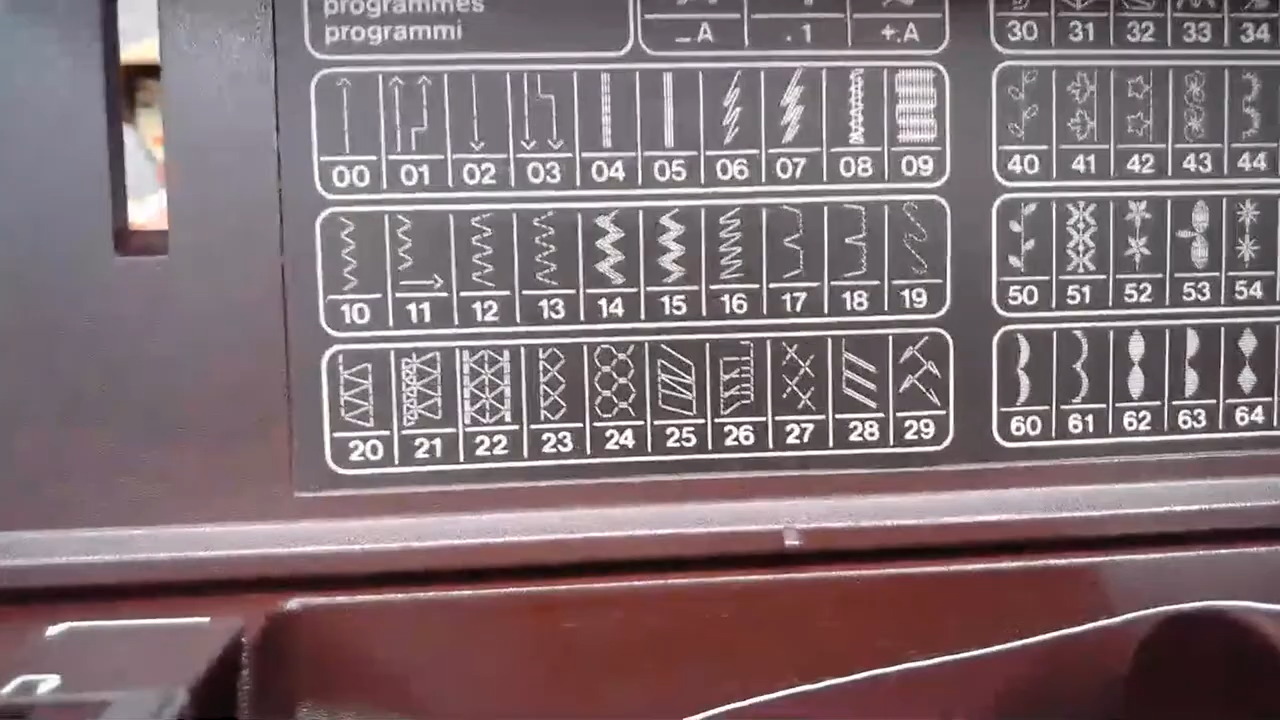 programmes
programmi
-A .1 +.A
30 31 32 33 34
00 01 02 03 04 05 06 07 08 09
40 41 42 43 44
10 11 12 13 14 15 16 17 18 19
50 51 52 53 54
20 21 22 23 24 25 26 27 28 29
60 61 62 63 64